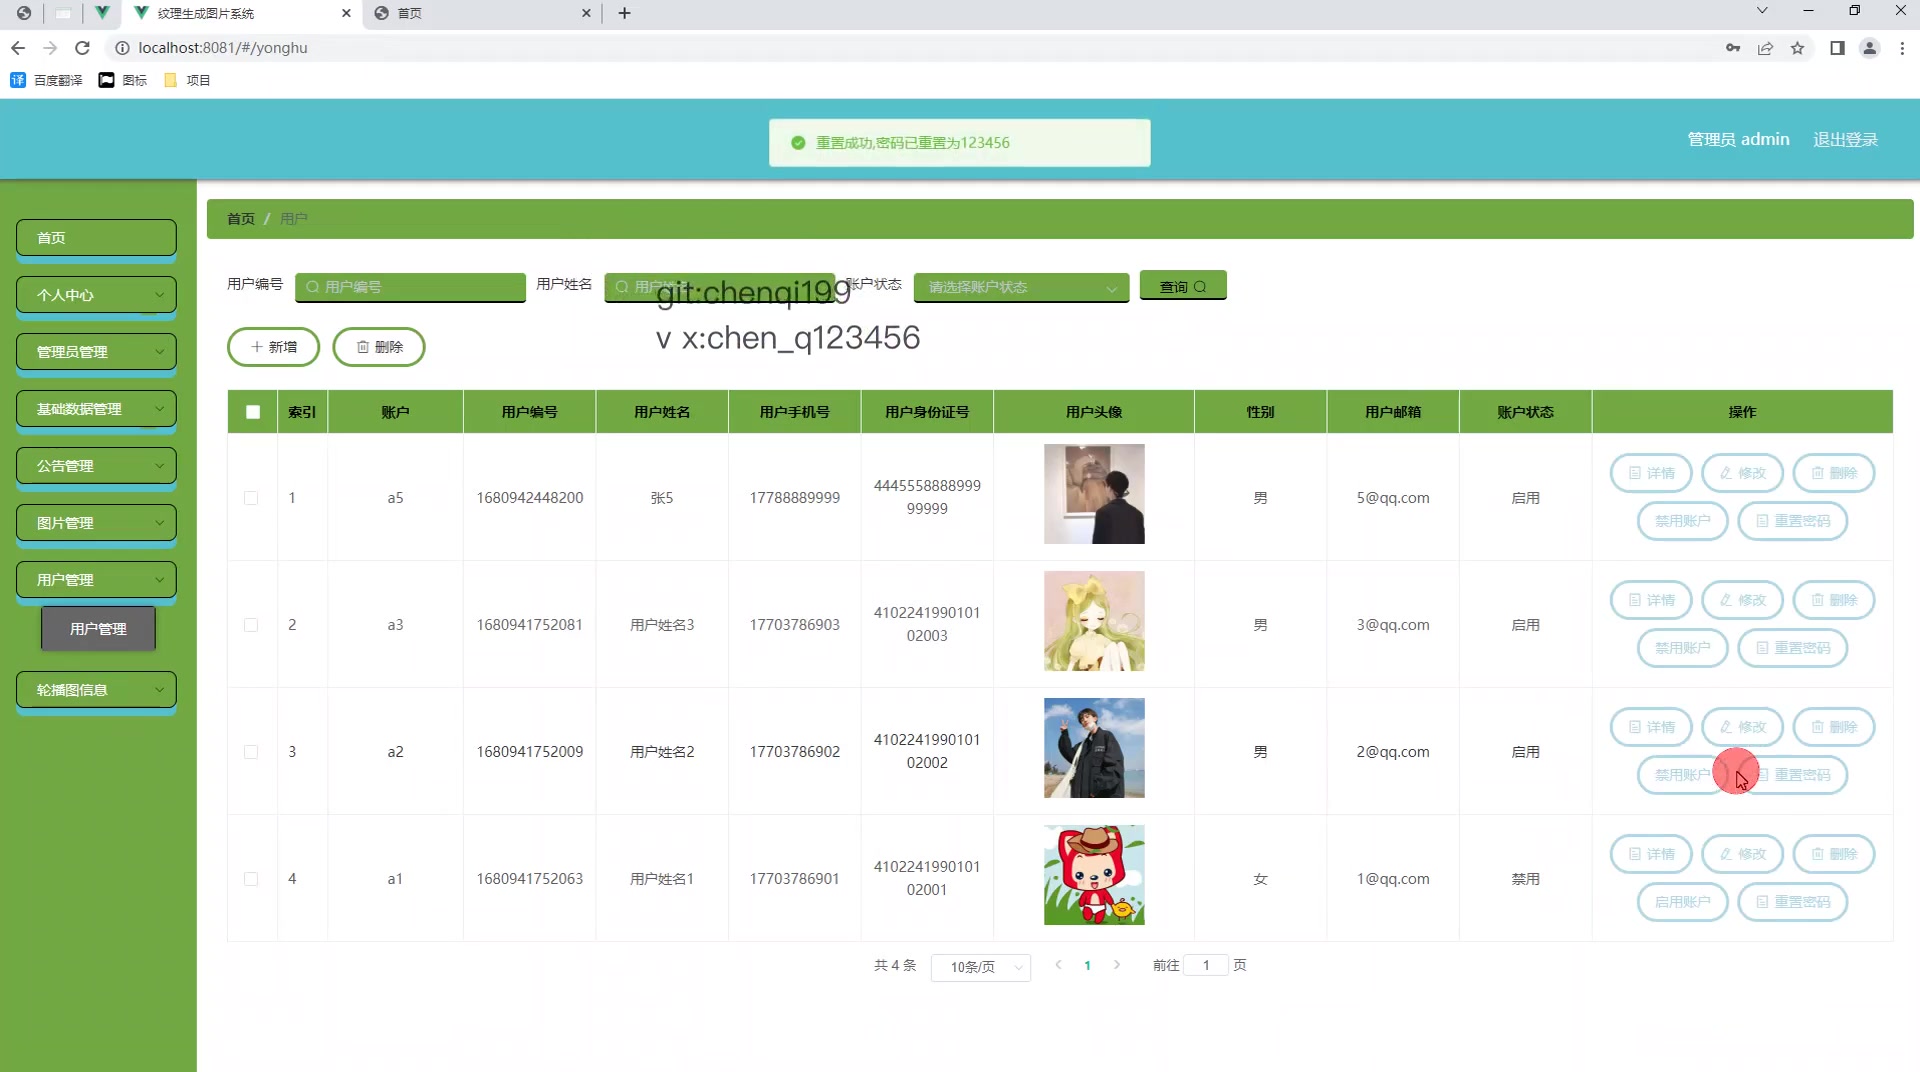 纹理生成图片系统
首页
localhost:8081/#/yonghu
百度翻译 图标 项目
重置成功,密码已重置为123456
管理员 admin 退出登录
首页
个人中心
管理员管理
基础数据管理
公告管理
图片管理
用户管理
用户管理
轮播图信息
首页 / 用户
用户编号 用户编号 用户姓名 账户状态 请选择账户状态 查询
git:chenqi199
v x:chen_q123456
新增 删除
索引 账户 用户编号 用户姓名 用户手机号 用户身份证号 用户头像 性别 用户邮箱 账户状态 操作
1 a5 1680942448200 张5 17788889999 4445558888999 男 5@qq.com 启用 详情 修改 删除
99999 禁用账户 重置密码
2 a3 1680941752081 用户姓名3 17703786903 4102241990101 男 3@qq.com 启用 详情 修改 删除
02003 禁用账户 重置密码
3 a2 1680941752009 用户姓名2 17703786902 4102241990101 男 2@qq.com 启用 详情 修改 删除
02002 禁用账户 重置密码
4 a1 1680941752063 用户姓名1 17703786901 4102241990101 女 1@qq.com 禁用 详情 修改 删除
02001 启用账户 重置密码
共 4 条 10条/页 1 前往 1 页